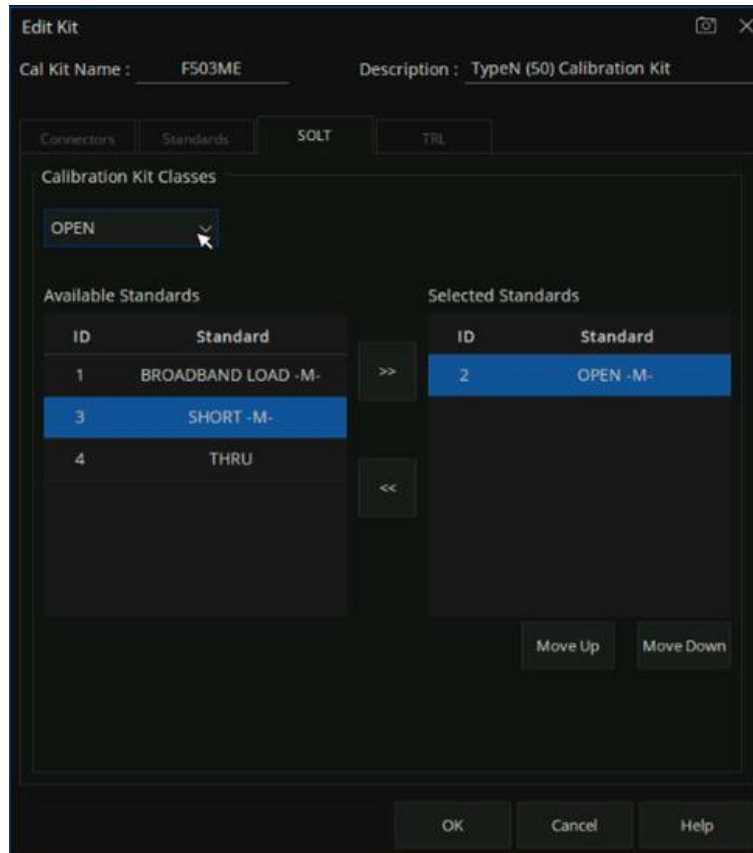 Edit Kit
Cal Kit Name : F503ME Description : TypeN (50) Calibration Kit
Connectors Standards SOLT TRL
Calibration Kit Classes
OPEN
Available Standards Selected Standards
ID Standard ID Standard
1 BROADBAND LOAD -M- >> 2 OPEN -M-
3 SHORT -M-
4 THRU
<<
Move Up Move Down
OK Cancel Help